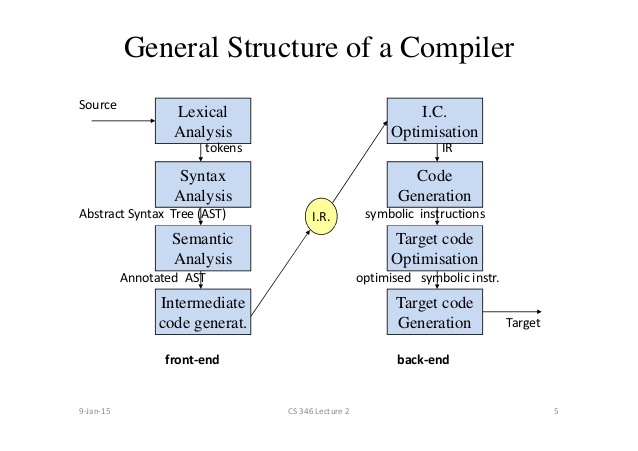 General Structure of a Compiler
Source
Lexical
Analysis
tokens
Syntax
Analysis
Abstract Syntax Tree (AST)
Semantic
Analysis
Annotated AST
Intermediate
code generat.
front-end
I.R.
I.C.
Optimisation
IR
Code
Generation
symbolic instructions
Target code
Optimisation
optimised symbolic instr.
Target code
Generation
Target
back-end
9-Jan-15
CS 346 Lecture 2
5